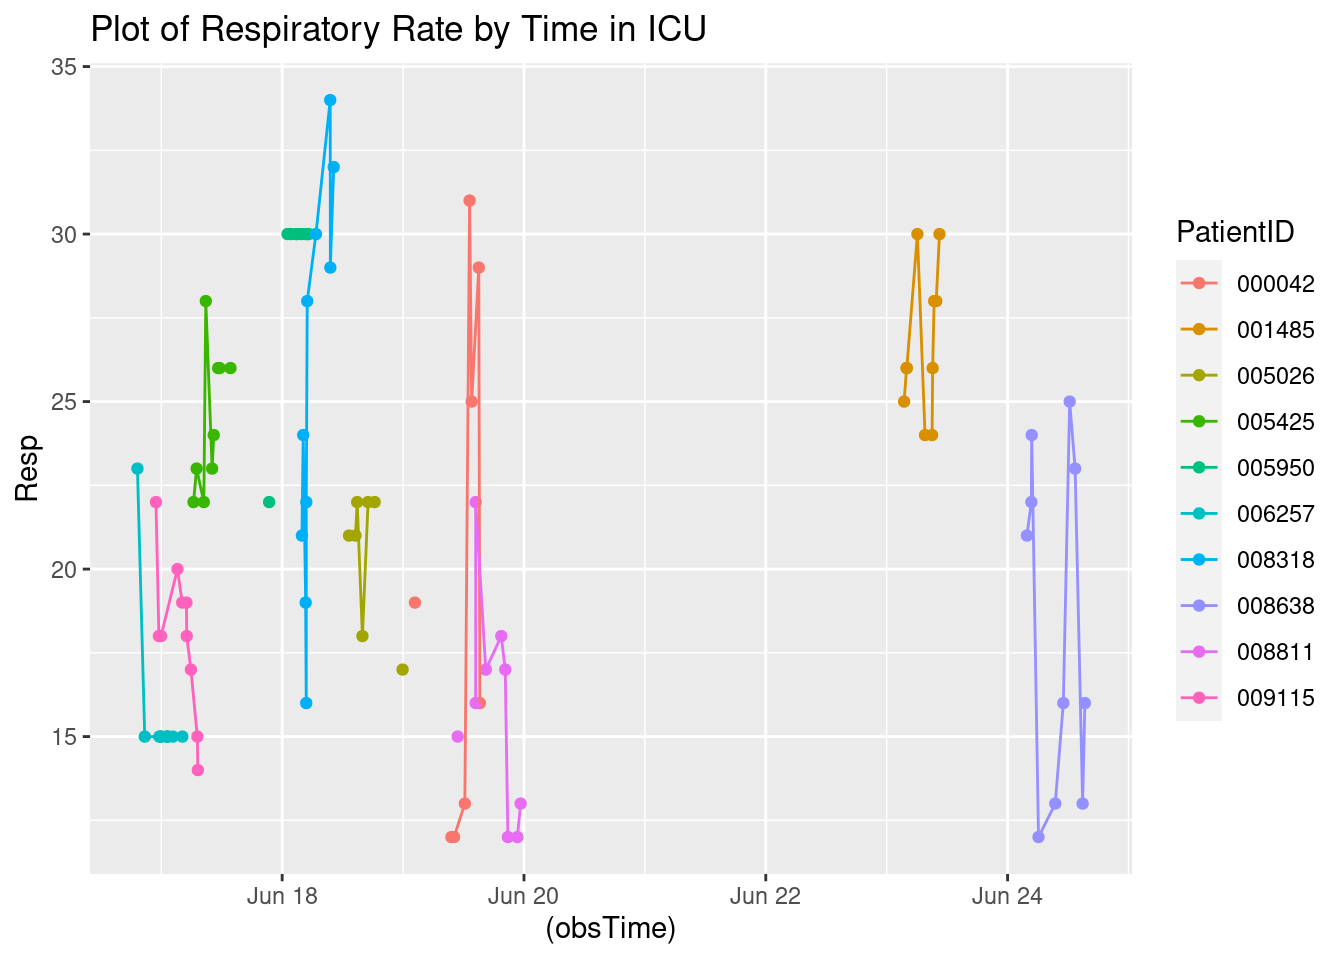 Plot of Respiratory Rate by Time in ICU
35
30
25
20
15
Resp
Jun 18
Jun 20
Jun 22
Jun 24
(obsTime)
PatientID
000042
001485
005026
005425
005950
006257
008318
008638
008811
009115